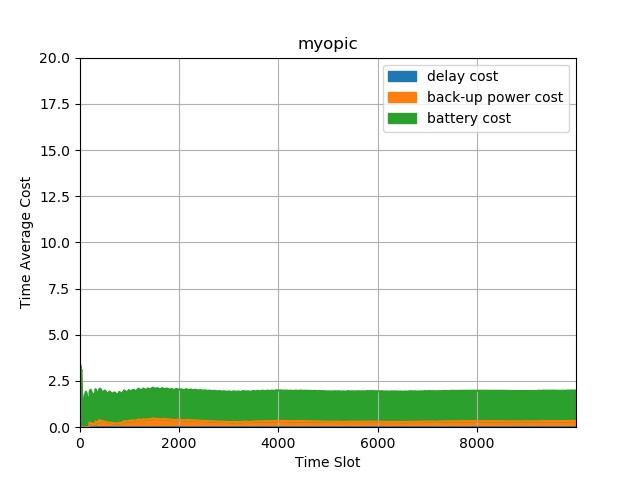 myopic
20.0
17.5
15.0
12.5
10.0
7.5
5.0
2.5
0.0
Time Average Cost
delay cost
back-up power cost
battery cost
0 2000 4000 6000 8000
Time Slot